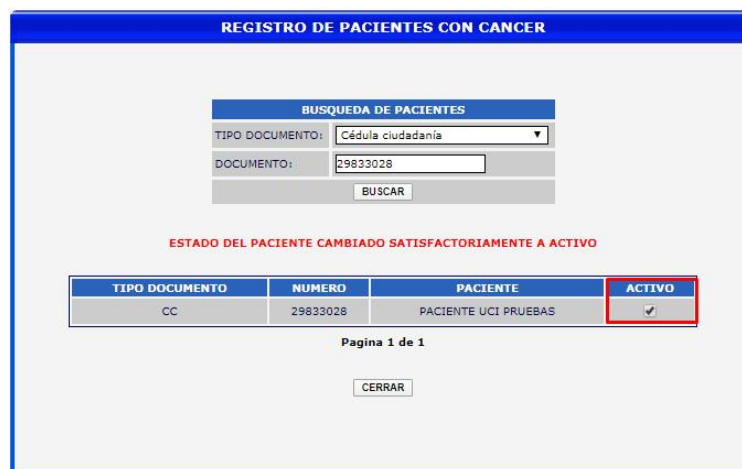 REGISTRO DE PACIENTES CON CANCER
BUSQUEDA DE PACIENTES
TIPO DOCUMENTO: Cédula ciudadanía
DOCUMENTO: 29833028
BUSCAR
ESTADO DEL PACIENTE CAMBIADO SATISFACTORIAMENTE A ACTIVO
TIPO DOCUMENTO NUMERO PACIENTE ACTIVO
CC 29833028 PACIENTE UCI PRUEBAS
Pagina 1 de 1
CERRAR